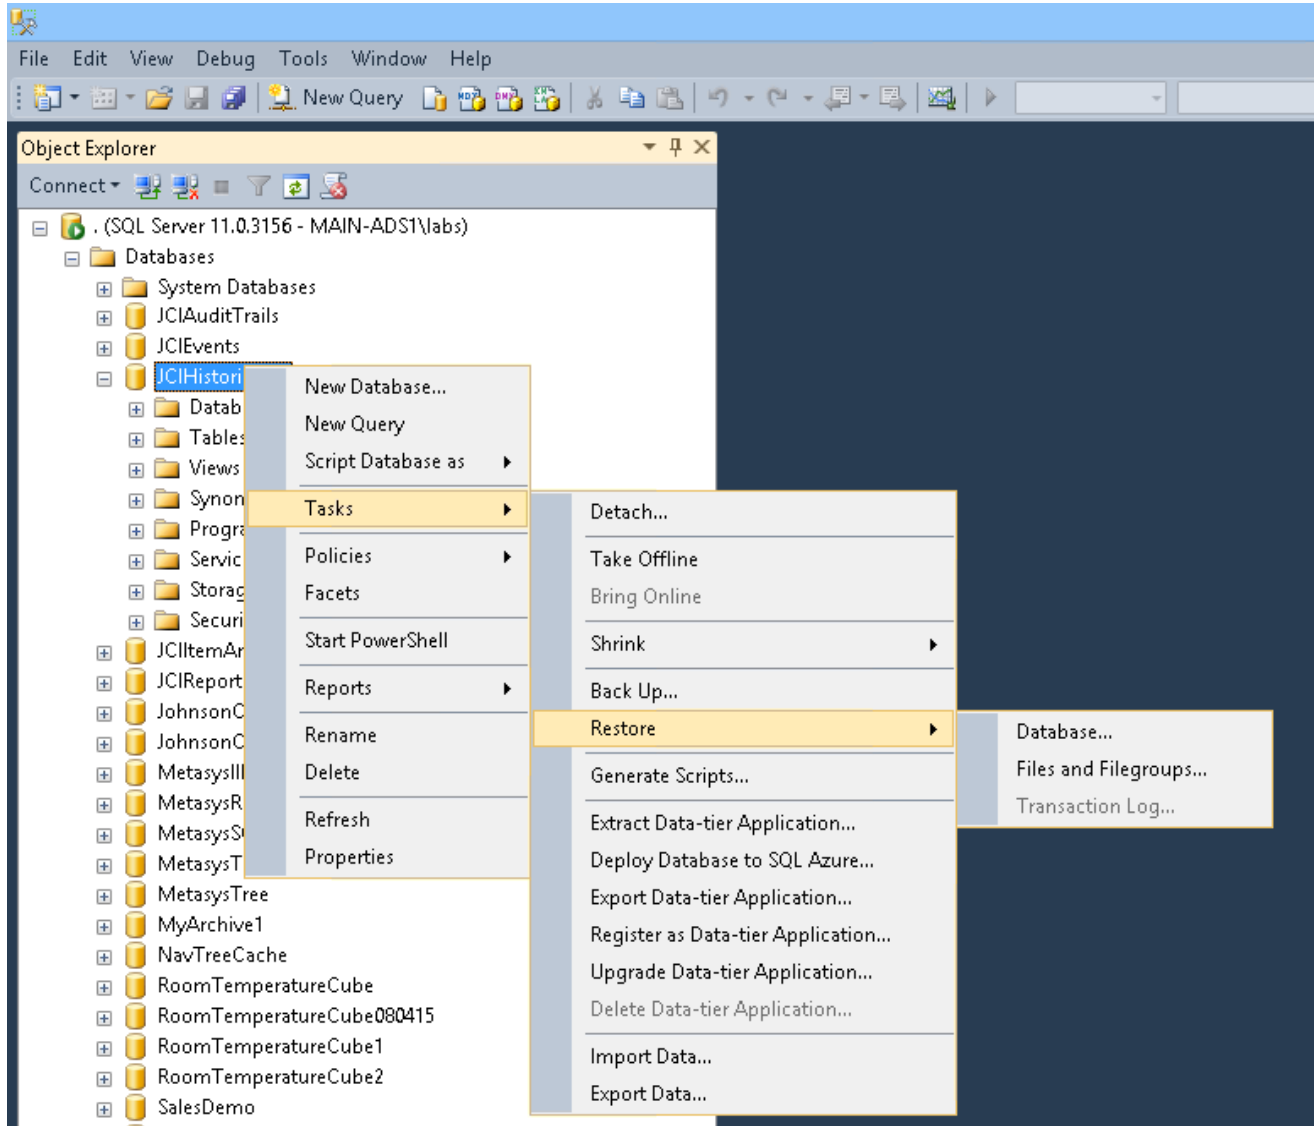 File Edit View Debug Tools Window Help
New Query
Object Explorer
Connect
. (SQL Server 11.0.3156 - MAIN-ADS1\labs)
Databases
System Databases
JCIAuditTrails
JCIEvents
JCIHistori
Datab
Tables
Views
Synon
Progra
Servic
Storag
Securi
JCIItemAr
JCIReport
JohnsonC
JohnsonC
MetasysIII
MetasysR
MetasysS
MetasysT
MetasysTree
MyArchive1
NavTreeCache
RoomTemperatureCube
RoomTemperatureCube080415
RoomTemperatureCube1
RoomTemperatureCube2
SalesDemo
New Database...
New Query
Script Database as
Tasks
Policies
Facets
Start PowerShell
Reports
Rename
Delete
Refresh
Properties
Detach...
Take Offline
Bring Online
Shrink
Back Up...
Restore
Generate Scripts...
Extract Data-tier Application...
Deploy Database to SQL Azure...
Export Data-tier Application...
Register as Data-tier Application...
Upgrade Data-tier Application...
Delete Data-tier Application...
Import Data...
Export Data...
Database...
Files and Filegroups...
Transaction Log...